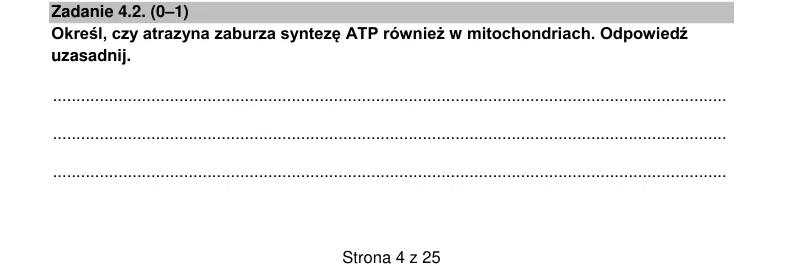 Zadanie 4.2. (0–1)
Określ, czy atrazyna zaburza syntezę ATP również w mitochondriach. Odpowiedź
uzasadnij.
....................................................................................................................................................
....................................................................................................................................................
....................................................................................................................................................
Strona 4 z 25